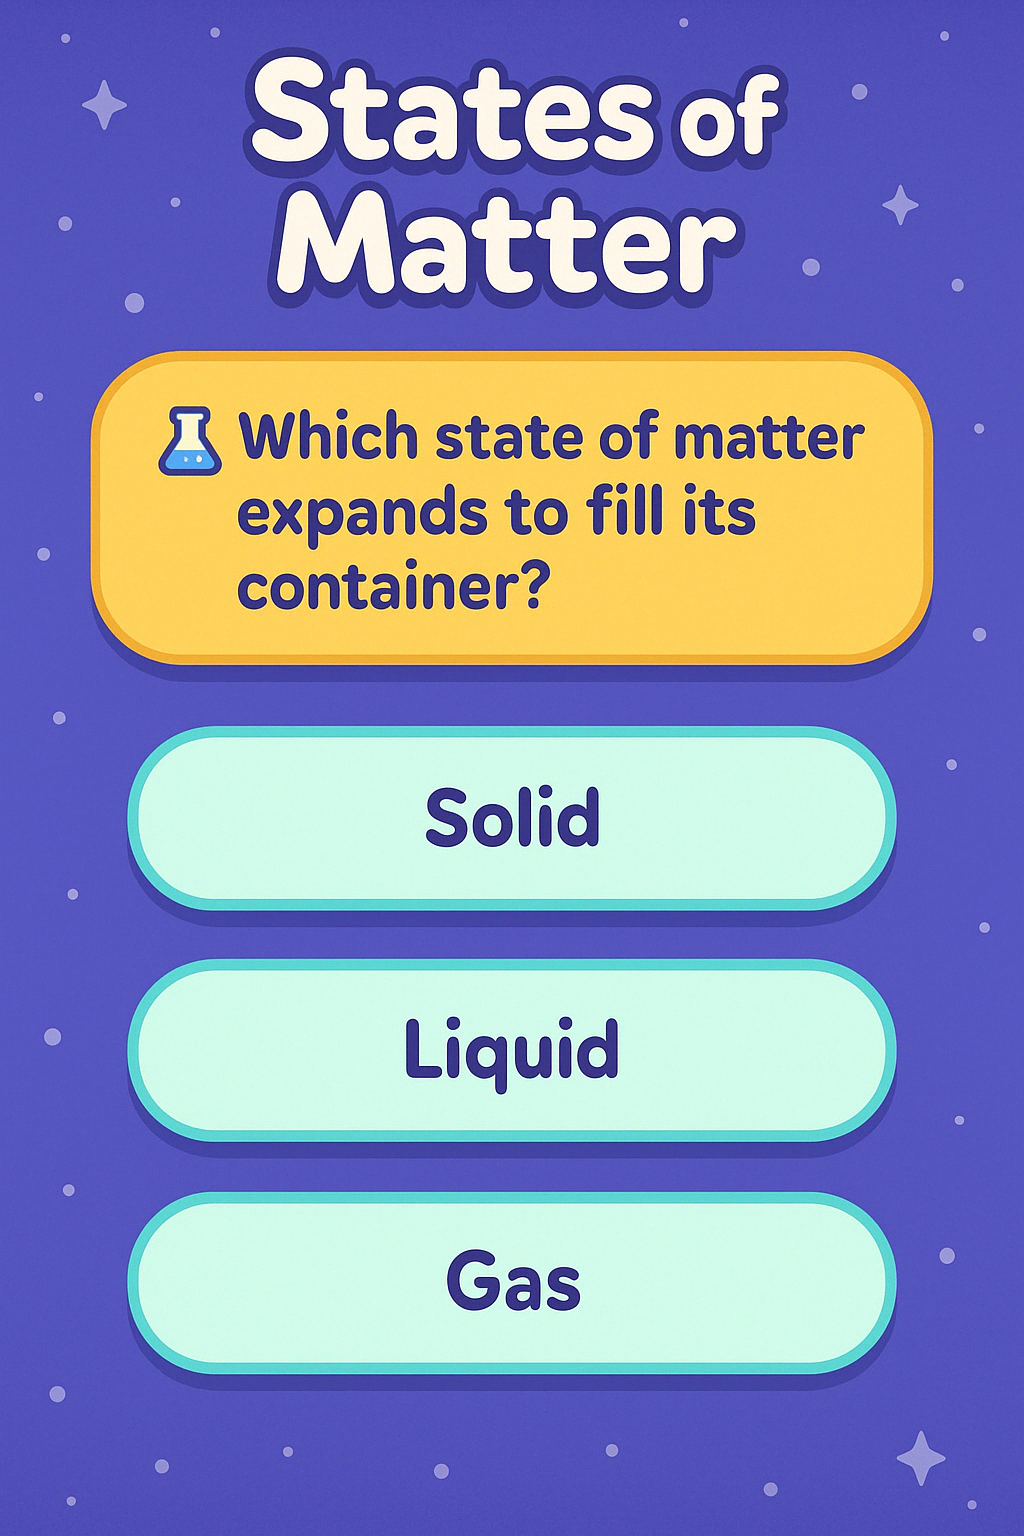 States of
Matter
Which state of matter
expands to fill its
container?
Solid
Liquid
Gas